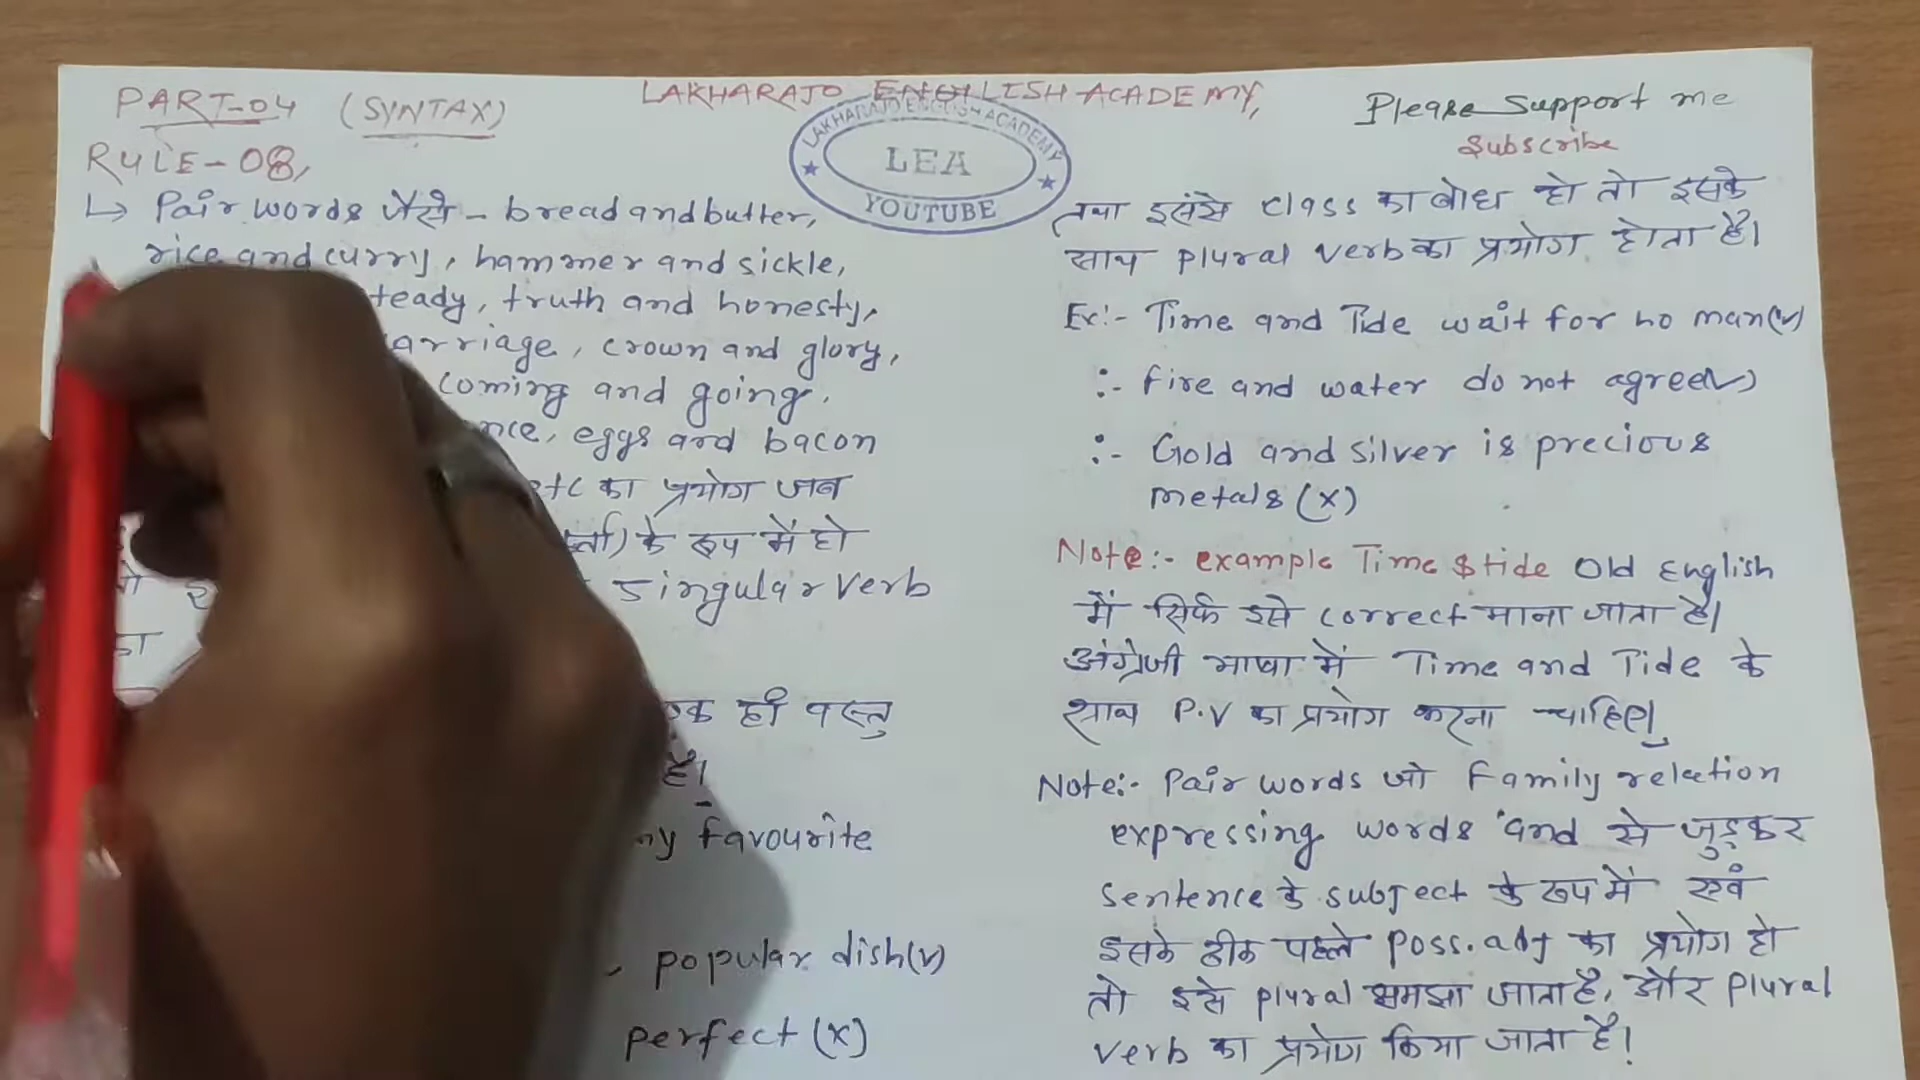 PART-04 (SYNTAX)
LAKHARAJO ENGLISH ACADEMY,
LAKHARAJO ENGLISH ACADEMY
LEA
YOUTUBE
Please Support me
Subscribe
RULE-08,
↳ Pair words जैसे - bread and butter,
rice and curry, hammer and sickle,
steady, truth and honesty,
carriage, crown and glory,
coming and going,
eggs and bacon
etc का प्रयोग जब
के रूप में हो
singular verb
एक ही वस्तु
है।
my favourite
popular dish(v)
perfect (x)
तथा इससे class का बोध हो तो इसके
साथ plural verb का प्रयोग होता है।
Ex:- Time and Tide wait for no man(v)
:- fire and water do not agree(v)
:- Gold and silver is precious
metals (x)
Note:- example Time & tide Old English
में सिर्फ इसे correct माना जाता है।
अंग्रेजी भाषा में Time and Tide के
साथ P.V का प्रयोग करना चाहिए।
Note:- Pair words जो Family relation
expressing words 'and से जुड़कर
sentence के subject के रूप में एवं
इसके ठीक पहले poss. adj का प्रयोग हो
तो इसे plural समझा जाता है, और plural
verb का प्रयोग किया जाता है!